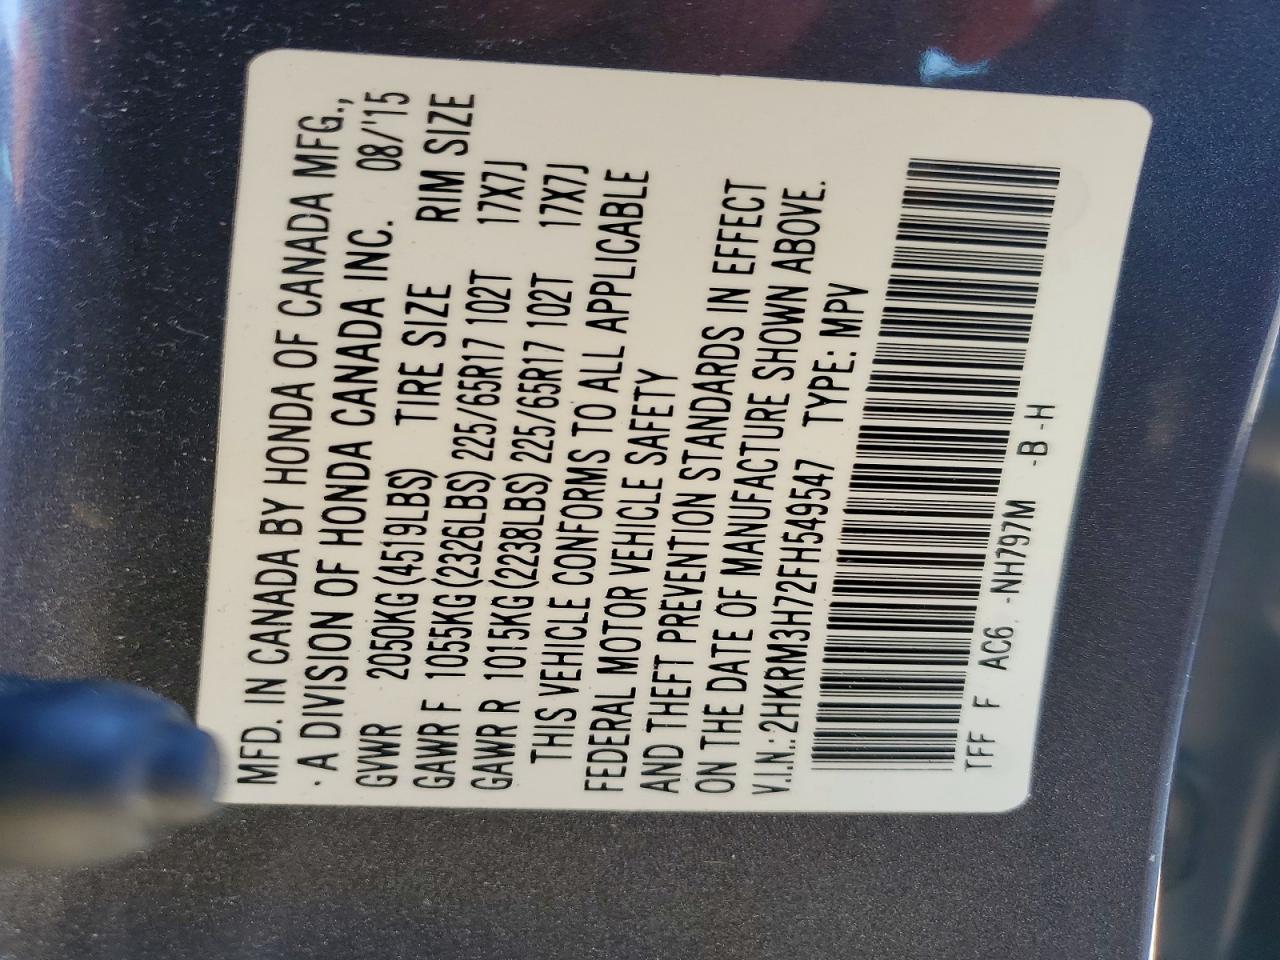 MFD. IN CANADA BY HONDA OF CANADA MFG.,
A DIVISION OF HONDA CANADA INC. 08/'15
GVWR 2050KG(4519LBS) TIRE SIZE RIM SIZE
GAWR F 1055KG(2326LBS) 225/65R17 102T 17X7J
GAWR R 1015KG(2238LBS) 225/65R17 102T 17X7J
THIS VEHICLE CONFORMS TO ALL APPLICABLE
FEDERAL MOTOR VEHICLE SAFETY
AND THEFT PREVENTION STANDARDS IN EFFECT
ON THE DATE OF MANUFACTURE SHOWN ABOVE.
V.I.N.: 2HKRM3H72FH549547 TYPE: MPV
TFF F AC6 -NH797M -B -H